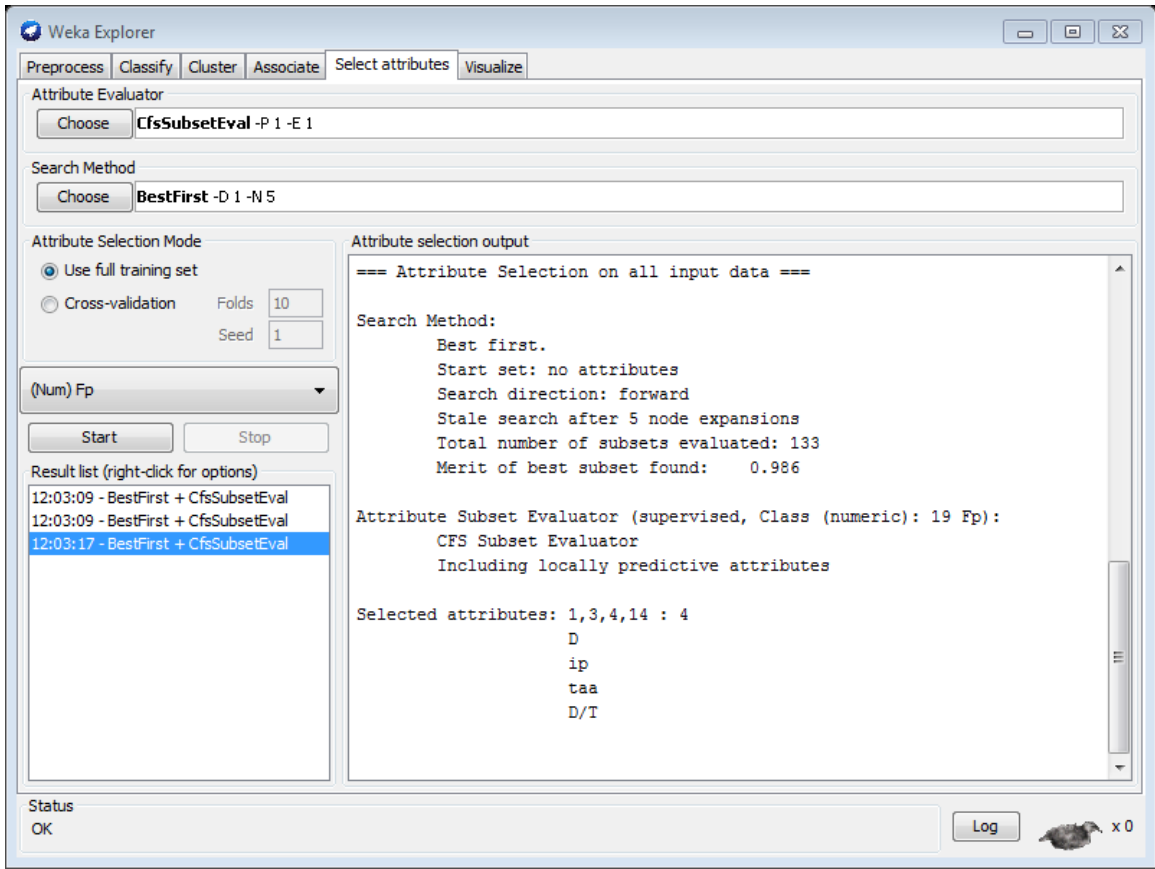 Weka Explorer
Preprocess Classify Cluster Associate Select attributes Visualize
Attribute Evaluator
Choose CfsSubsetEval -P 1 -E 1
Search Method
Choose BestFirst -D 1 -N 5
Attribute Selection Mode
Use full training set
Cross-validation Folds 10
Seed 1
(Num) Fp
Start Stop
Result list (right-click for options)
12:03:09 - BestFirst + CfsSubsetEval
12:03:09 - BestFirst + CfsSubsetEval
12:03:17 - BestFirst + CfsSubsetEval
Attribute selection output
=== Attribute Selection on all input data ===
Search Method:
Best first.
Start set: no attributes
Search direction: forward
Stale search after 5 node expansions
Total number of subsets evaluated: 133
Merit of best subset found: 0.986
Attribute Subset Evaluator (supervised, Class (numeric): 19 Fp):
CFS Subset Evaluator
Including locally predictive attributes
Selected attributes: 1,3,4,14 : 4
D
ip
taa
D/T
Status
OK
Log x 0